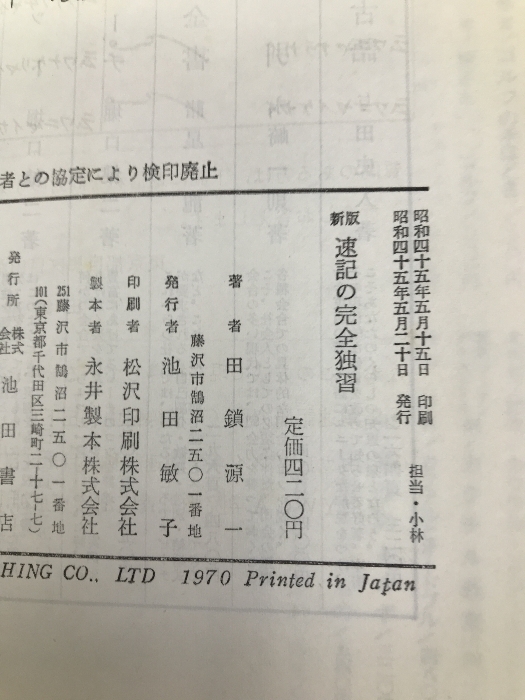 者との協定により検印廃止
昭和四十五年五月十五日 印刷
昭和四十五年五月二十日 発行
担当・小林
新版 速記の完全独習
定価四二〇円
著者 田鎖源一
藤沢市鵠沼二五〇一番地
発行者 池田敏子
印刷者 松沢印刷株式会社
製本者 永井製本株式会社
251 藤沢市鵠沼二五〇一番地
101(東京都千代田区三崎町二ー十七ー七)
発行所 株式会社 池田書店
HING CO., LTD 1970 Printed in Japan